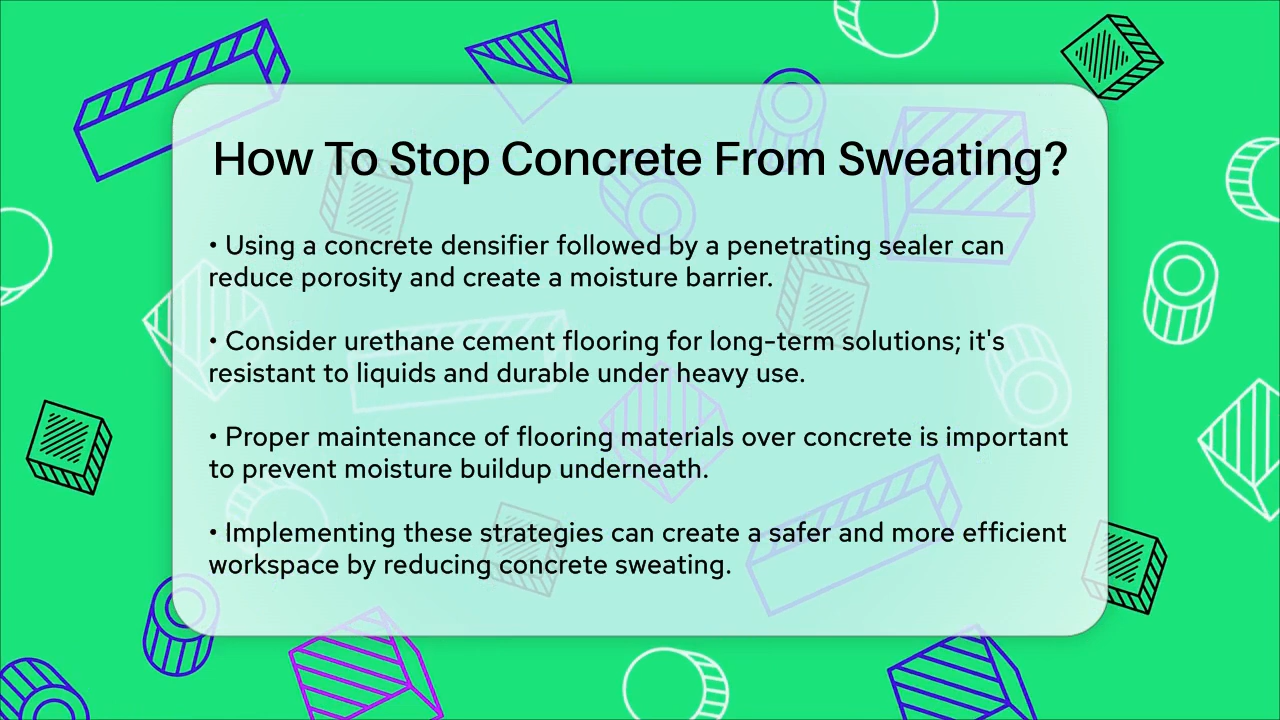 How To Stop Concrete From Sweating?
• Using a concrete densifier followed by a penetrating sealer can
reduce porosity and create a moisture barrier.
• Consider urethane cement flooring for long-term solutions; it's
resistant to liquids and durable under heavy use.
• Proper maintenance of flooring materials over concrete is important
to prevent moisture buildup underneath.
• Implementing these strategies can create a safer and more efficient
workspace by reducing concrete sweating.